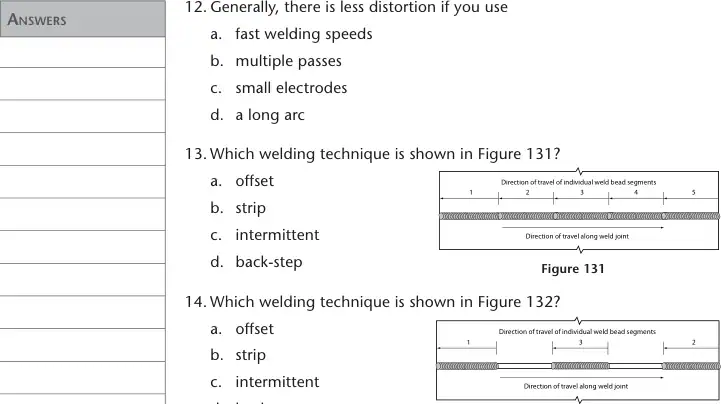 ANSWERS
12. Generally, there is less distortion if you use
a. fast welding speeds
b. multiple passes
c. small electrodes
d. a long arc
13. Which welding technique is shown in Figure 131?
a. offset
b. strip
c. intermittent
d. back-step
Direction of travel of individual weld bead segments
1 2 3 4 5
Direction of travel along weld joint
Figure 131
14. Which welding technique is shown in Figure 132?
a. offset
b. strip
c. intermittent
Direction of travel of individual weld bead segments
1 3 2
Direction of travel along weld joint